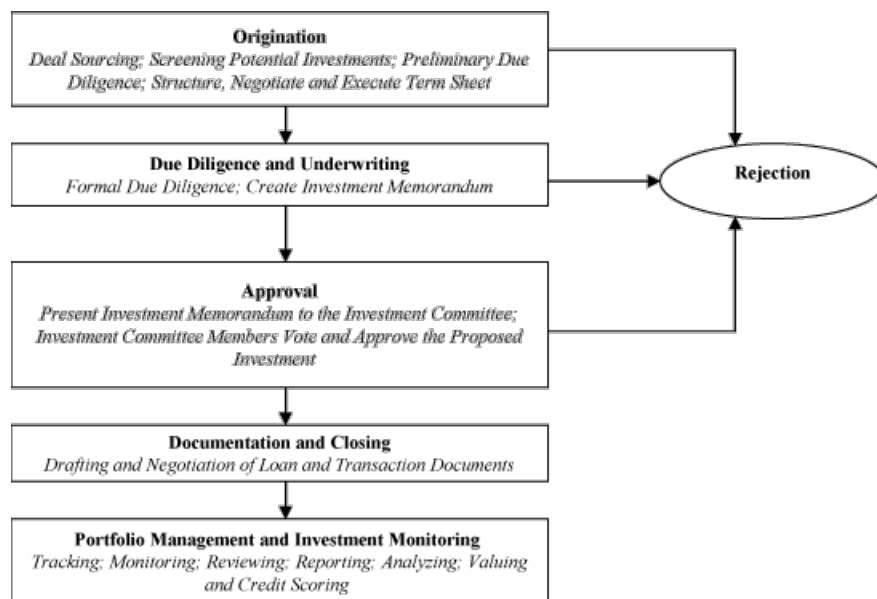 Origination
Deal Sourcing; Screening Potential Investments; Preliminary Due
Diligence; Structure, Negotiate and Execute Term Sheet
Due Diligence and Underwriting
Formal Due Diligence; Create Investment Memorandum
Rejection
Approval
Present Investment Memorandum to the Investment Committee;
Investment Committee Members Vote and Approve the Proposed
Investment
Documentation and Closing
Drafting and Negotiation of Loan and Transaction Documents
Portfolio Management and Investment Monitoring
Tracking; Monitoring; Reviewing; Reporting; Analyzing; Valuing
and Credit Scoring